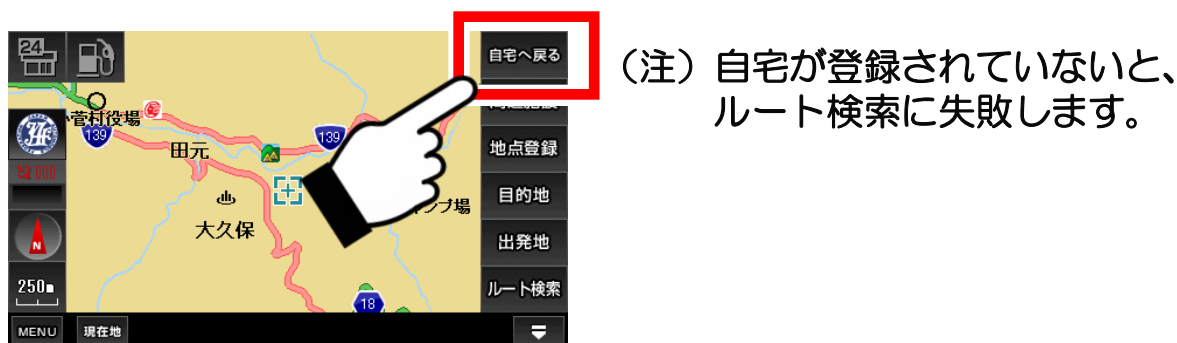 24
自宅へ戻る
（注）自宅が登録されていないと、
ルート検索に失敗します。
菅村役場
139
139
田元
地点登録
目的地
大久保
ンプ場
出発地
N
250m
18
ルート検索
MENU
現在地